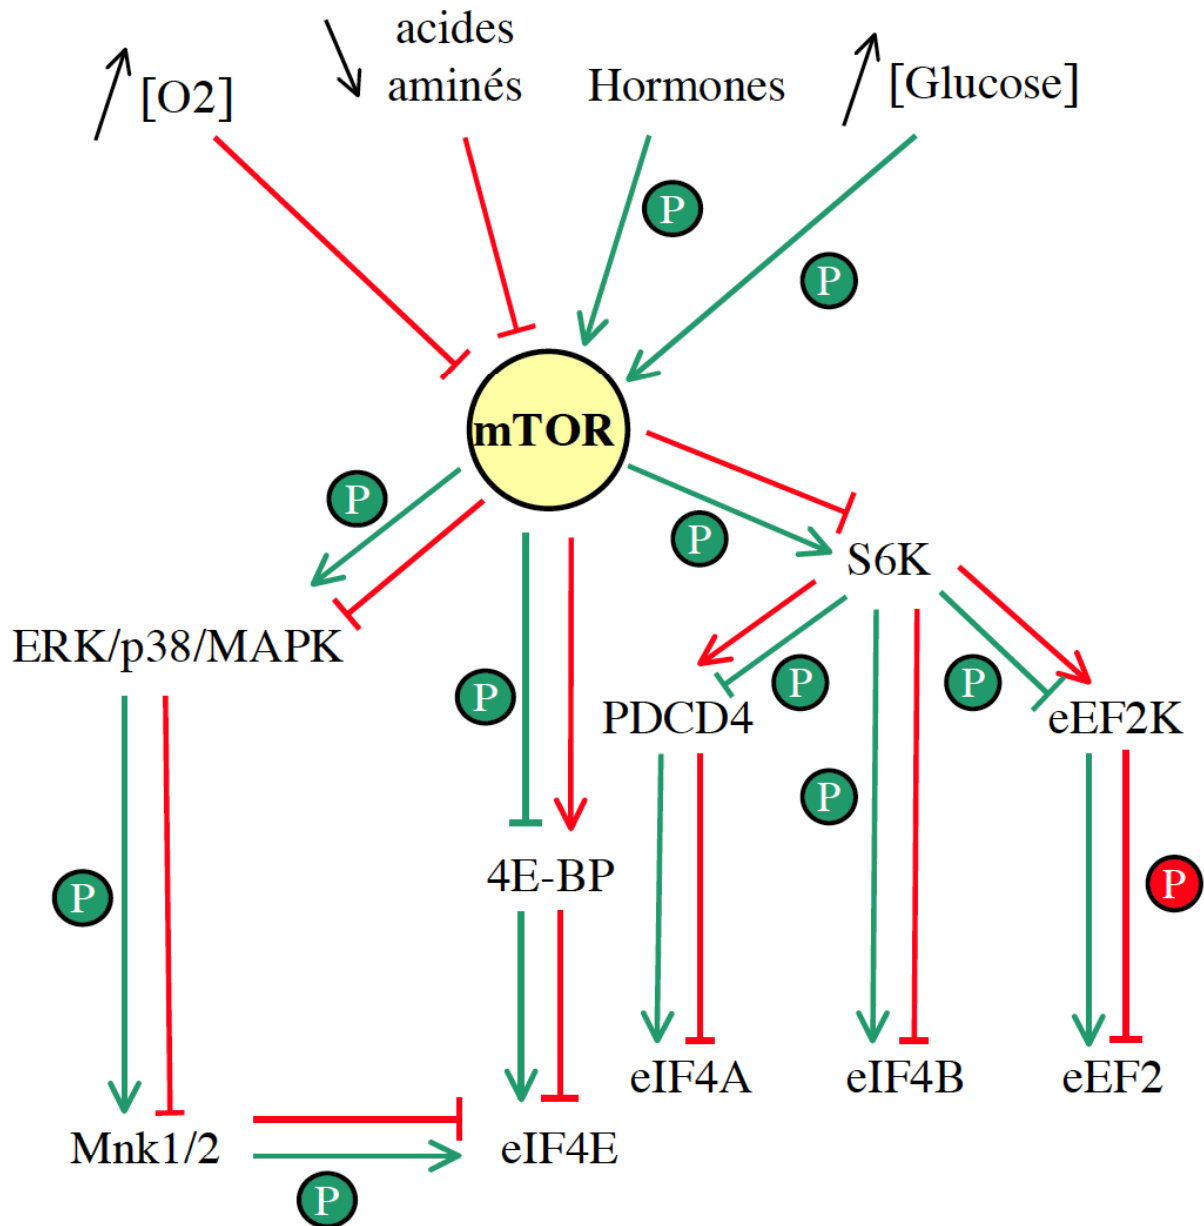 acides
[O2]
aminés
Hormones
[Glucose]
P
P
mTOR
P
P
S6K
ERK/p38/MAPK
P
P
P
PDCD4
eEF2K
P
4E-BP
P
P
eIF4A
eIF4B
eEF2
Mnk1/2
eIF4E
P